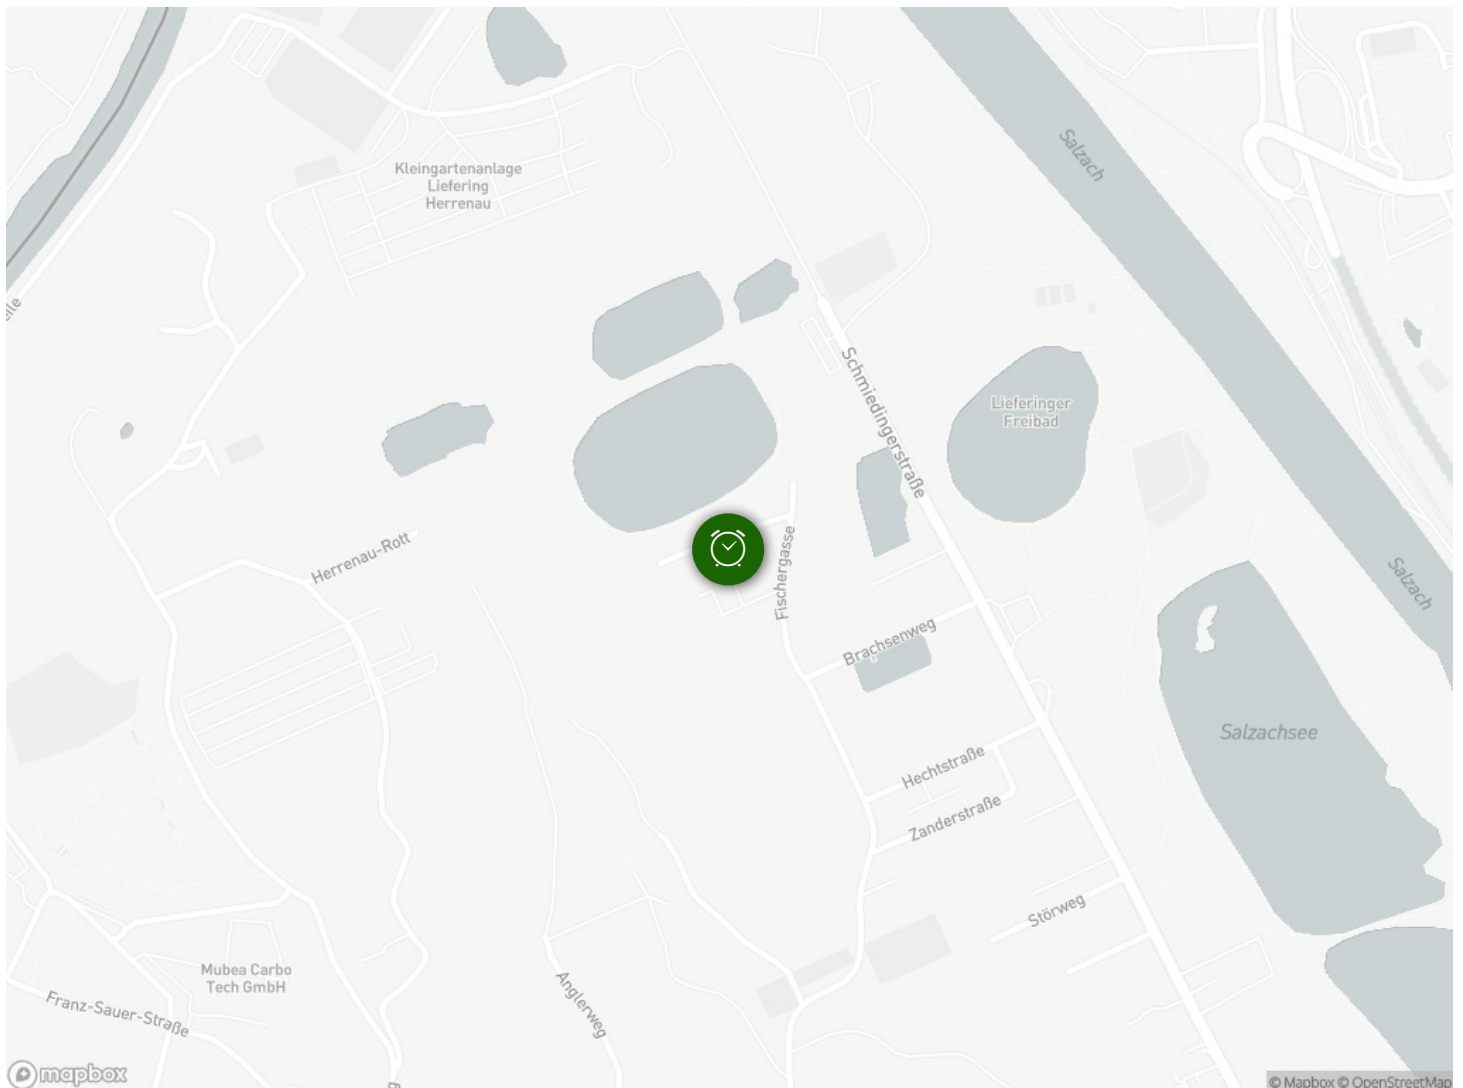 Salzach
Kleingartenanlage
Liefering
Herrenau
Schmiedingerstraße
Lieferinger
Freibad
Herrenau-Rott
Fischergasse
Salzach
Brachsenweg
Salzachsee
Hechtstraße
Zanderstraße
Störweg
Mubea Carbo
Tech GmbH
Anglerweg
Franz-Sauer-Straße
mapbox
© Mapbox © OpenStreetMap